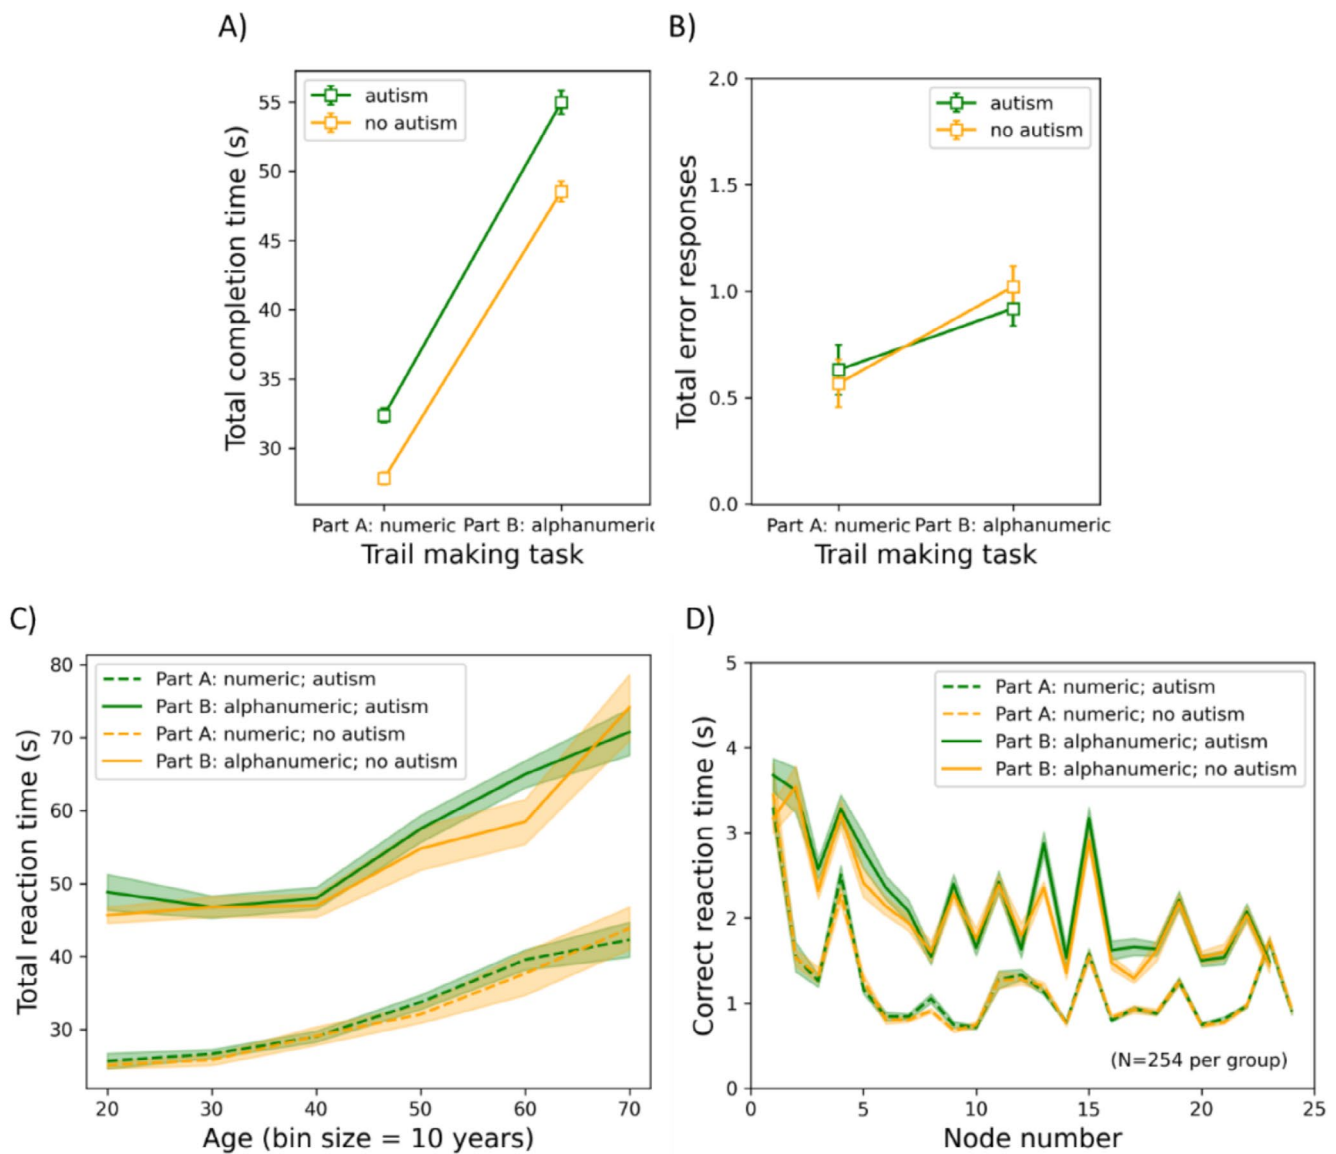 A)
Total completion time (s)
55
50
45
40
35
30
autism
no autism
Part A: numeric Part B: alphanumeric
Trail making task
B)
Total error responses
2.0
1.5
1.0
0.5
0.0
autism
no autism
Part A: numeric Part B: alphanumeric
Trail making task
C)
Total reaction time (s)
80
70
60
50
40
30
Part A: numeric; autism
Part B: alphanumeric; autism
Part A: numeric; no autism
Part B: alphanumeric; no autism
20 30 40 50 60 70
Age (bin size = 10 years)
D)
Correct reaction time (s)
5
4
3
2
1
0
Part A: numeric; autism
Part A: numeric; no autism
Part B: alphanumeric; autism
Part B: alphanumeric; no autism
(N=254 per group)
0 5 10 15 20 25
Node number